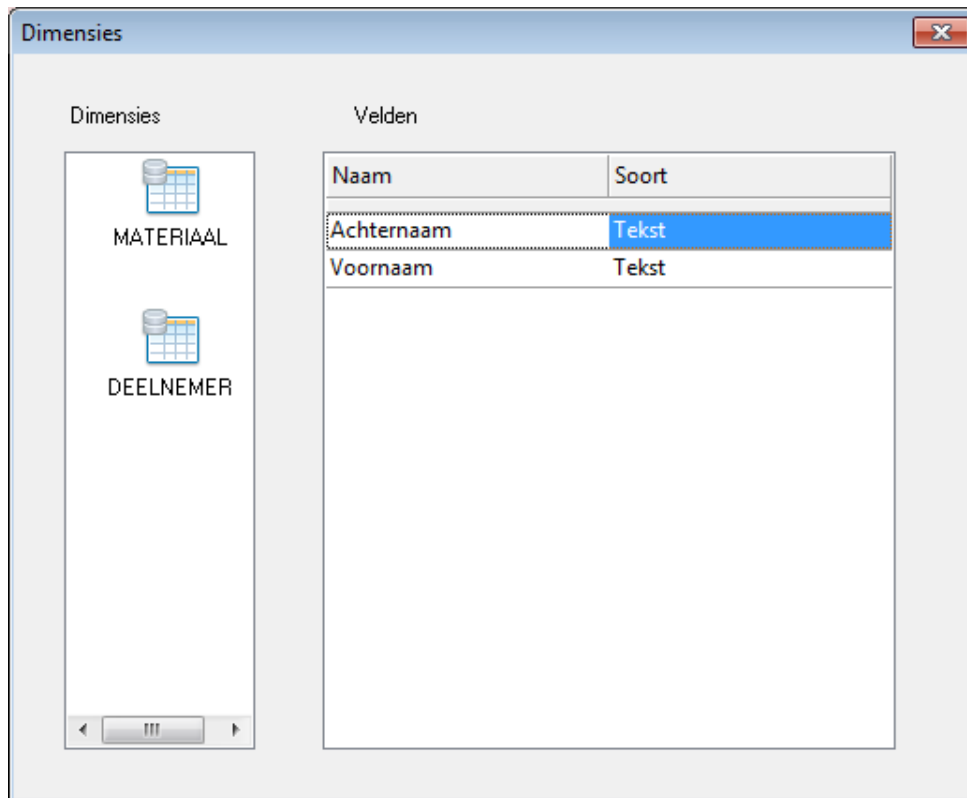 Dimensies
Dimensies
Velden
MATERIAAL
DEELNEMER
Naam Soort
Achternaam Tekst
Voornaam Tekst